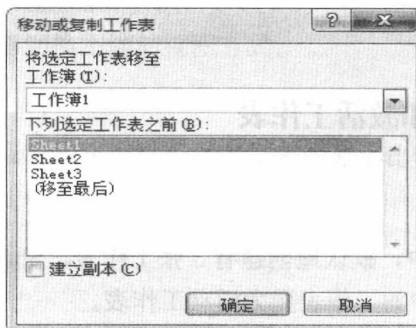 移动或复制工作表
将选定工作表移至
工作簿(T):
工作簿1
下列选定工作表之前(B):
Sheet1
Sheet2
Sheet3
(移至最后)
建立副本(C)
确定 取消